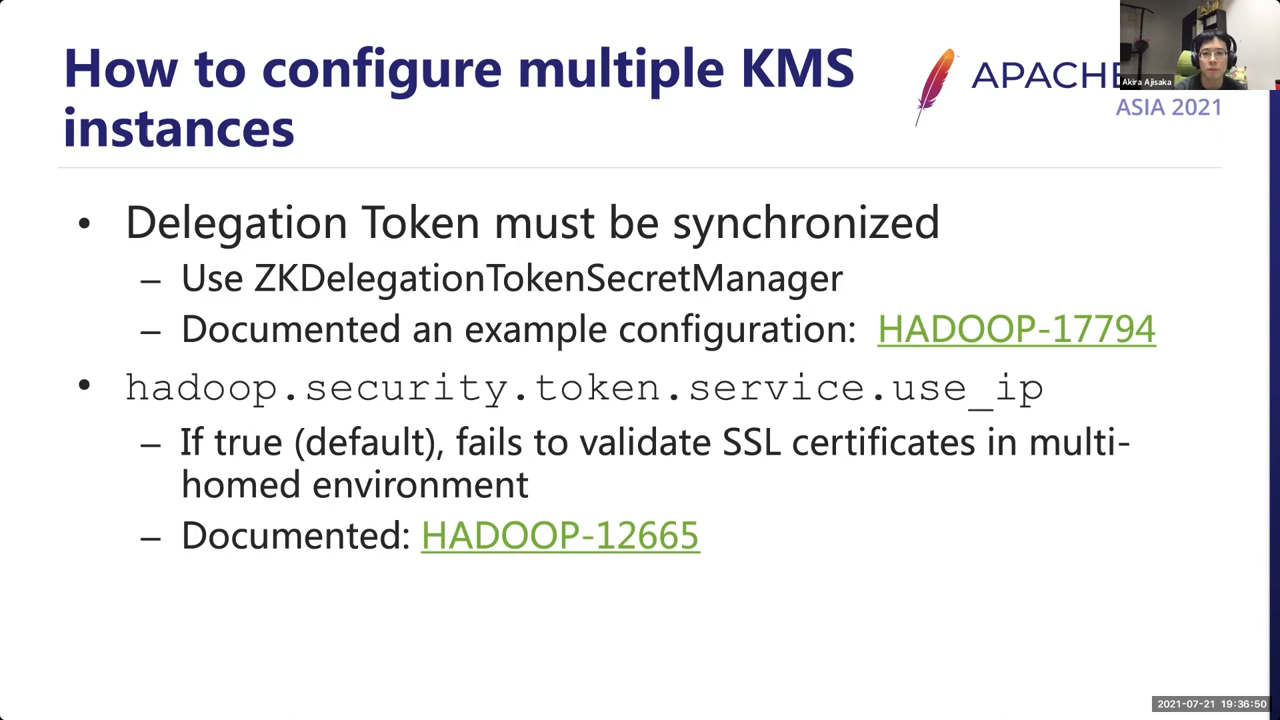 How to configure multiple KMS
instances
APACHE
ASIA 2021
Akira Ajisaka
• Delegation Token must be synchronized
– Use ZKDelegationTokenSecretManager
– Documented an example configuration: HADOOP-17794
• hadoop.security.token.service.use_ip
– If true (default), fails to validate SSL certificates in multi-
homed environment
– Documented: HADOOP-12665
2021-07-21 19:36:50